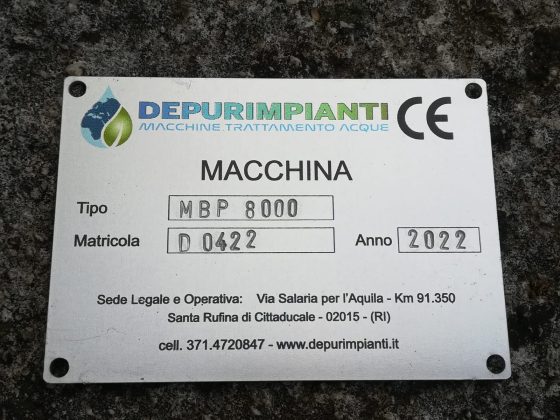 DEPURIMPIANTI CE
MACCHINE TRATTAMENTO ACQUE
MACCHINA
Tipo MBP 8000
Matricola D 0422 Anno 2022
Sede Legale e Operativa: Via Salaria per l'Aquila - Km 91.350
Santa Rufina di Cittaducale - 02015 - (RI)
cell. 371.4720847 - www.depurimpianti.it